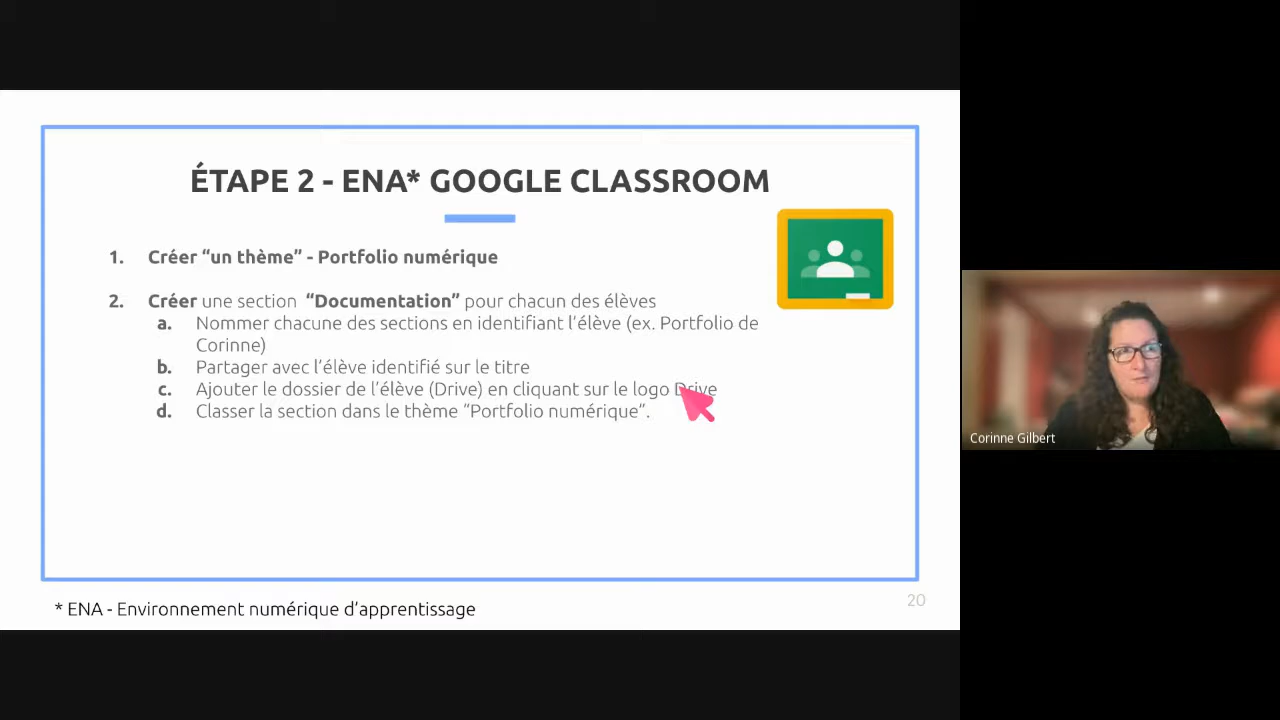 ÉTAPE 2 - ENA* GOOGLE CLASSROOM
1. Créer “un thème” - Portfolio numérique
2. Créer une section “Documentation” pour chacun des élèves
a. Nommer chacune des sections en identifiant l’élève (ex. Portfolio de
Corinne)
b. Partager avec l’élève identifié sur le titre
c. Ajouter le dossier de l’élève (Drive) en cliquant sur le logo Drive
d. Classer la section dans le thème “Portfolio numérique”.
* ENA - Environnement numérique d’apprentissage
20
Corinne Gilbert